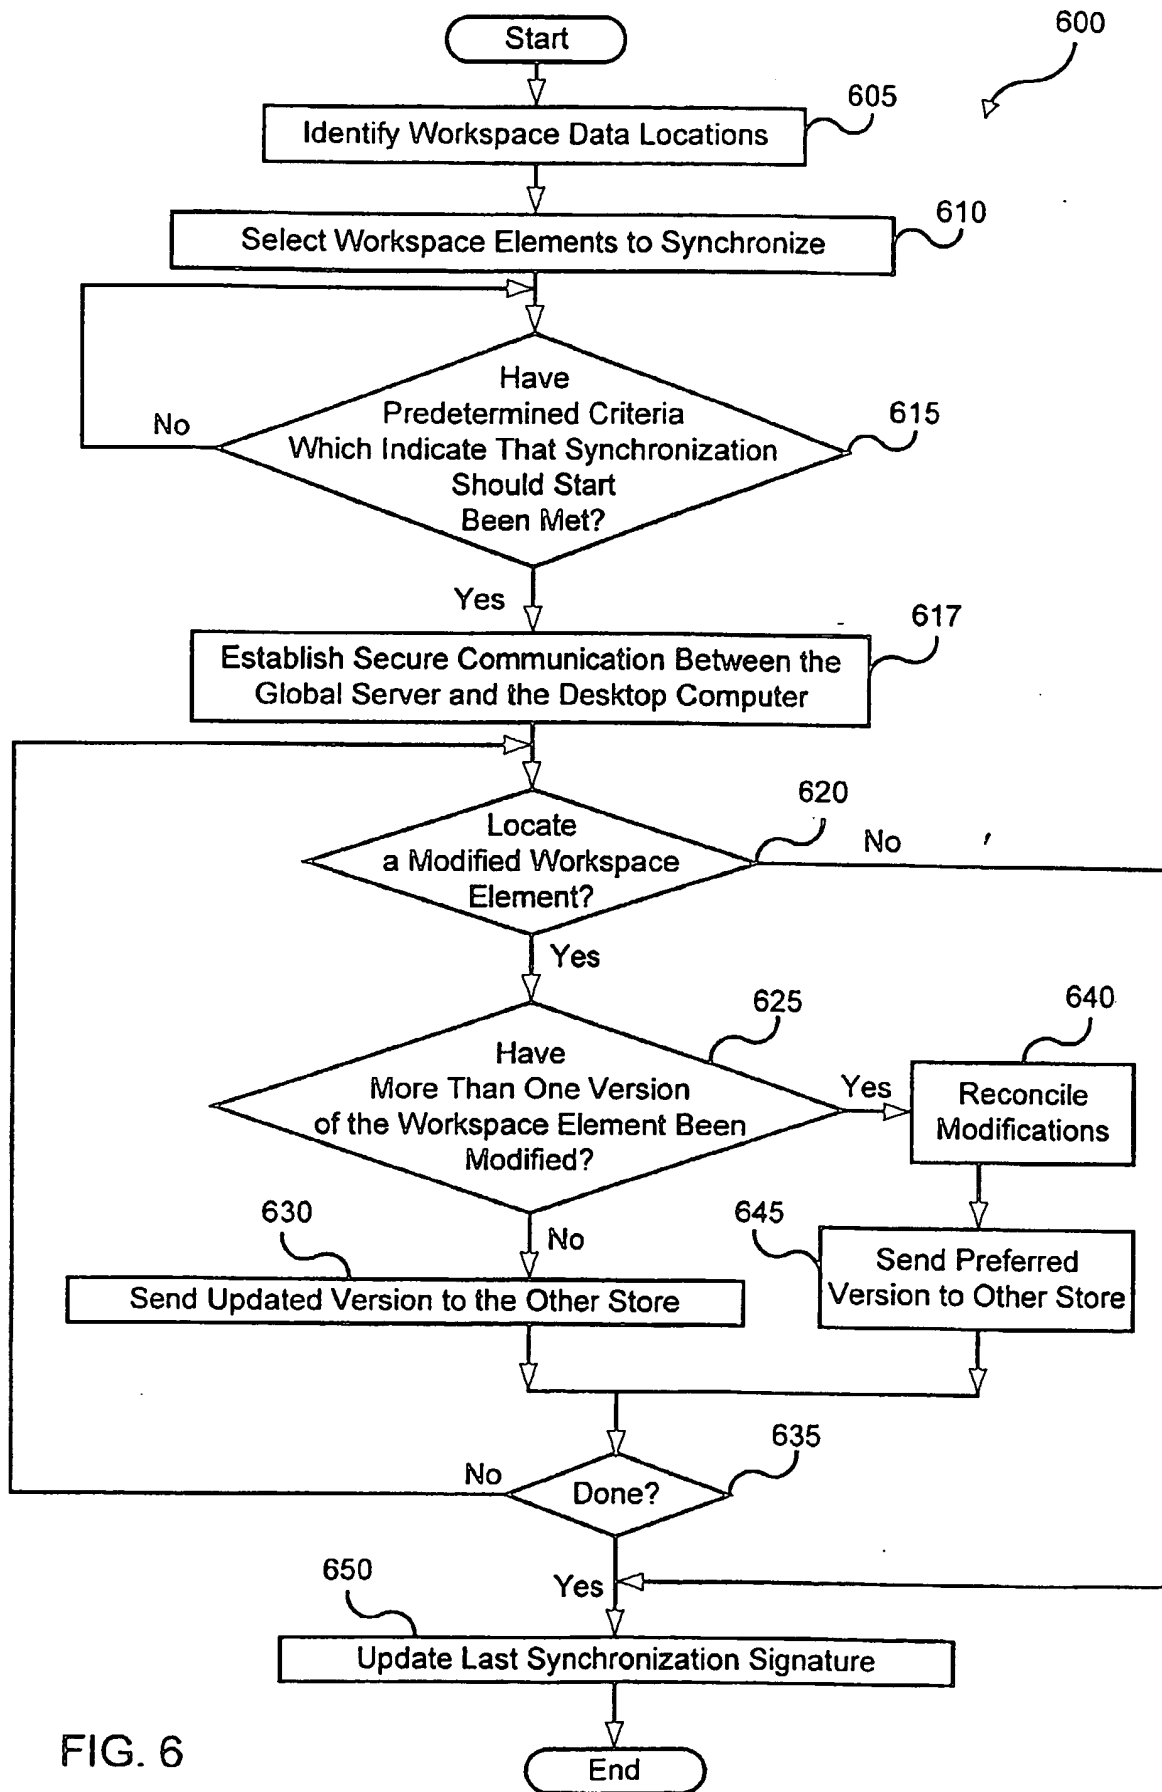 Start
600
605
Identify Workspace Data Locations
610
Select Workspace Elements to Synchronize
Have
Predetermined Criteria
Which Indicate That Synchronization
Should Start
Been Met?
No
615
Yes
617
Establish Secure Communication Between the
Global Server and the Desktop Computer
620
Locate
a Modified Workspace
Element?
No
Yes
625
640
Have
More Than One Version
of the Workspace Element Been
Modified?
Yes
Reconcile
Modifications
630
No
645
Send Updated Version to the Other Store
Send Preferred
Version to Other Store
635
No
Done?
650
Yes
Update Last Synchronization Signature
FIG. 6
End